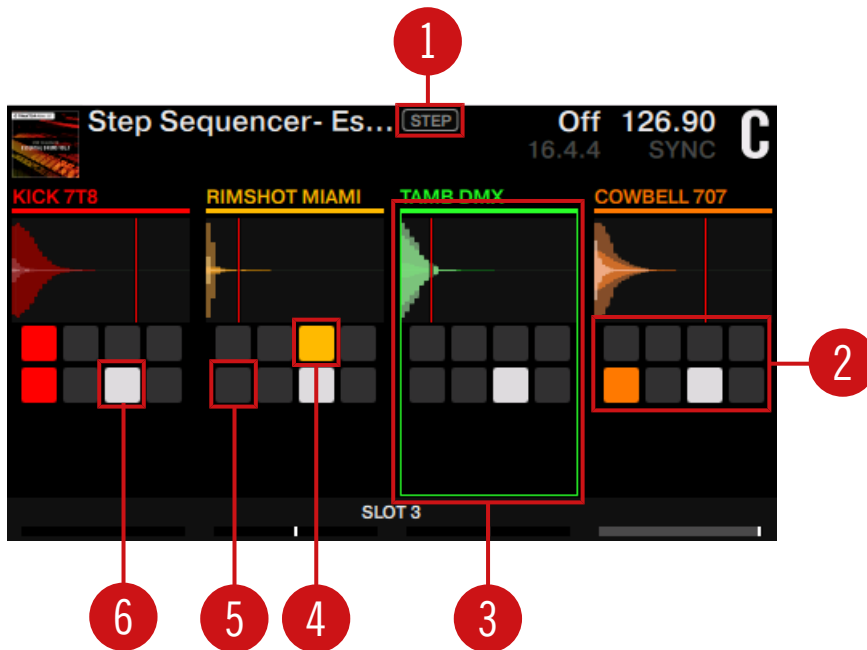 1
Step Sequencer- Es... STEP Off 126.90 C
16.4.4 SYNC
KICK 7T8 RIMSHOT MIAMI TAMB DMX COWBELL 707
2
SLOT 3
6 5 4 3